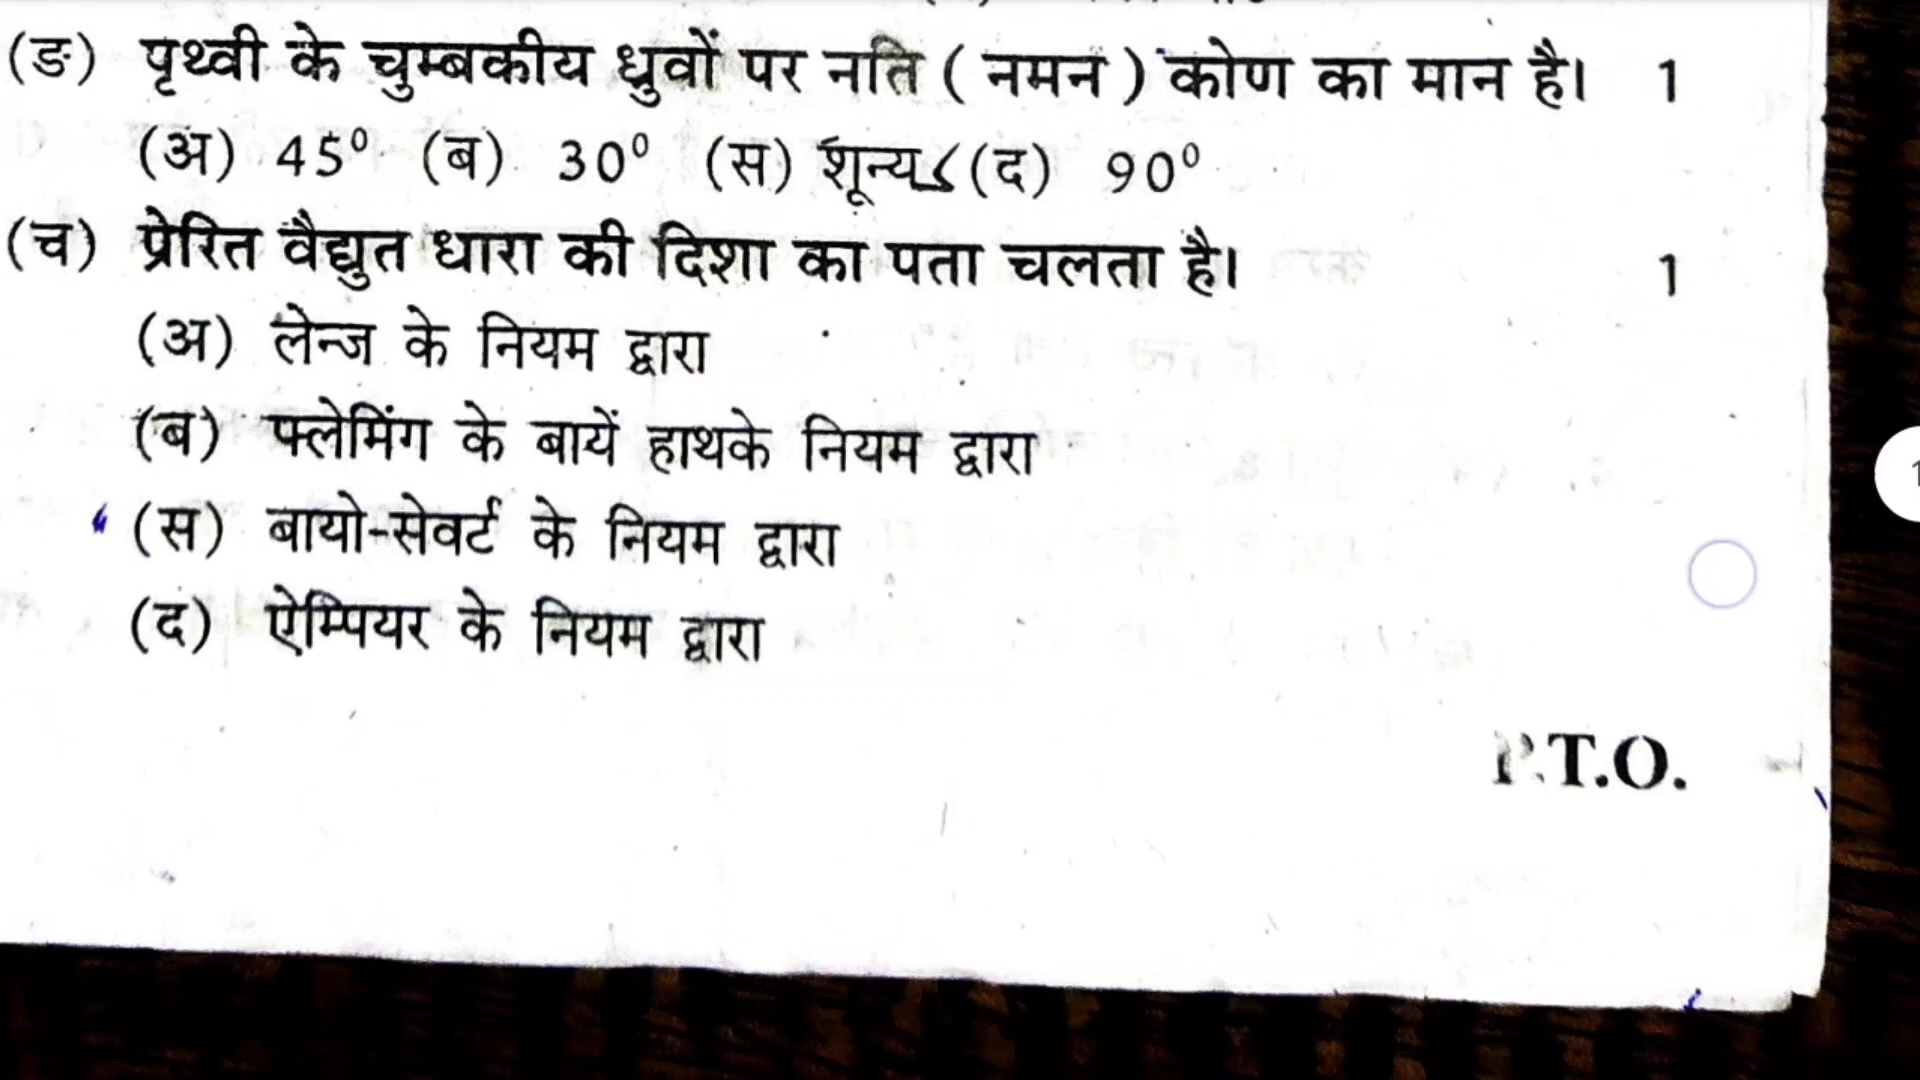 (ङ) पृथ्वी के चुम्बकीय ध्रुवों पर नति ( नमन ) कोण का मान है। 1
(अ) 45⁰ (ब) 30⁰ (स) शून्य (द) 90⁰
(च) प्रेरित वैद्युत धारा की दिशा का पता चलता है। 1
(अ) लेन्ज के नियम द्वारा
(ब) फ्लेमिंग के बायें हाथके नियम द्वारा
(स) बायो-सेवर्ट के नियम द्वारा
(द) ऐम्पियर के नियम द्वारा
P.T.O.